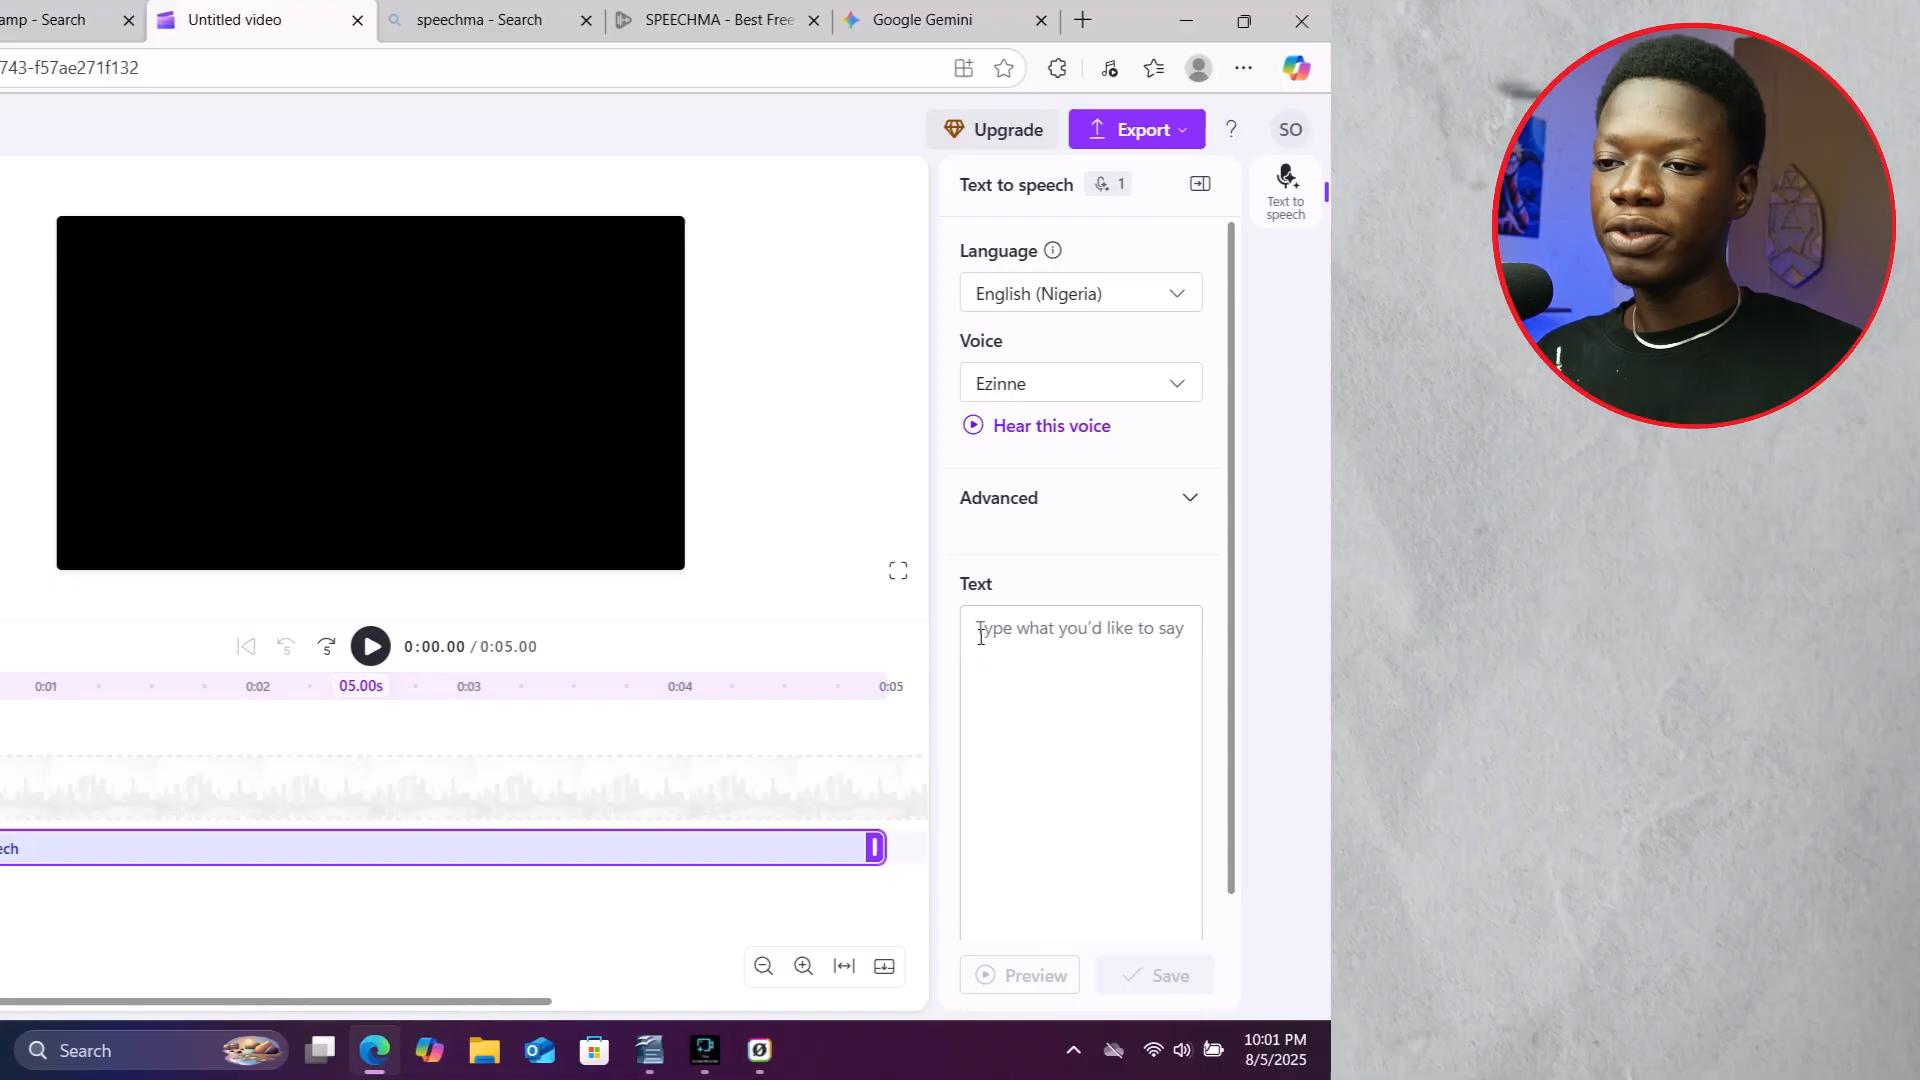 amp - Search
Untitled video
speechma - Search
SPEECHMA - Best Free
Google Gemini
743-f57ae271f132
Upgrade
Export
?
SO
Text to speech
1
Text to
speech
Language
English (Nigeria)
Voice
Ezinne
Hear this voice
Advanced
Text
Type what you'd like to say
5
5
0:00.00 / 0:05.00
0:01
0:02
05.00s
0:03
0:04
0:05
ech
Preview
Save
Search
10:01 PM
8/5/2025